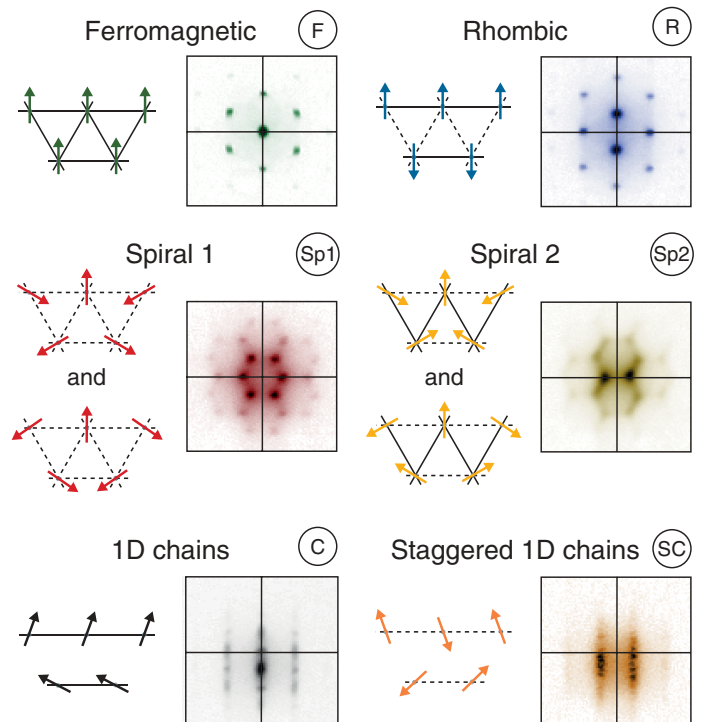 Ferromagnetic F
Rhombic R
Spiral 1 Sp1
and
Spiral 2 Sp2
and
1D chains C
Staggered 1D chains SC